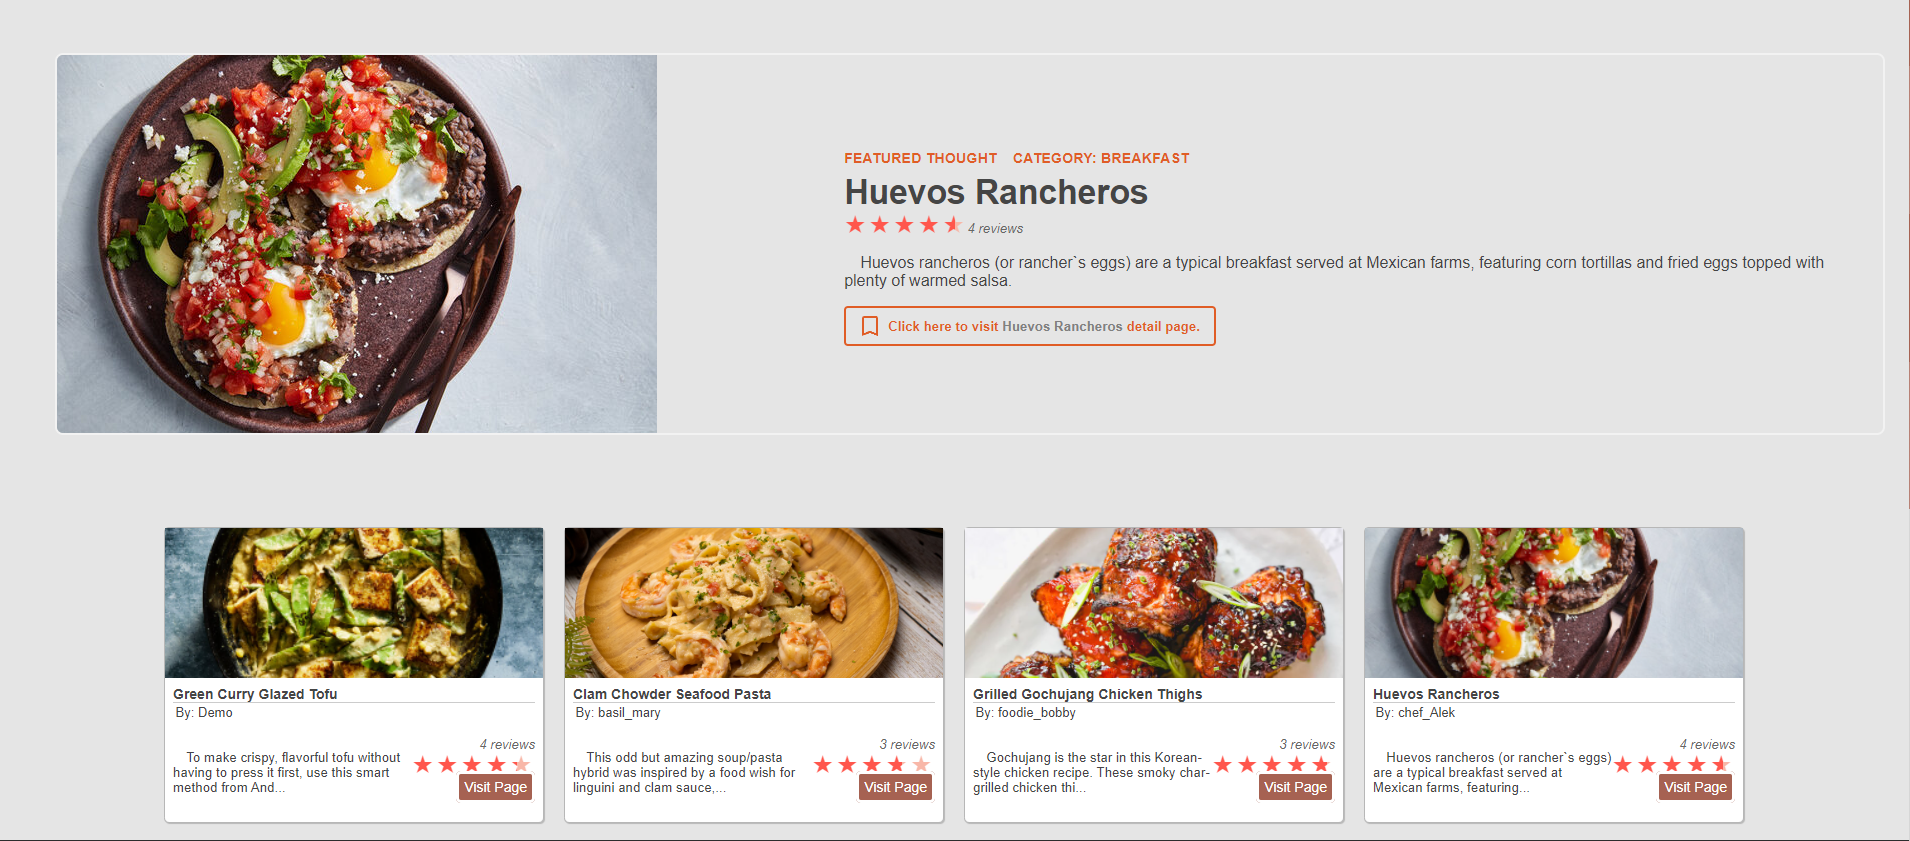 FEATURED THOUGHT CATEGORY: BREAKFAST
Huevos Rancheros
4 reviews
Huevos rancheros (or rancher`s eggs) are a typical breakfast served at Mexican farms, featuring corn tortillas and fried eggs topped with
plenty of warmed salsa.
Click here to visit Huevos Rancheros detail page.
Green Curry Glazed Tofu
By: Demo
4 reviews
To make crispy, flavorful tofu without
having to press it first, use this smart
method from And...
Visit Page
Clam Chowder Seafood Pasta
By: basil_mary
3 reviews
This odd but amazing soup/pasta
hybrid was inspired by a food wish for
linguini and clam sauce,...
Visit Page
Grilled Gochujang Chicken Thighs
By: foodie_bobby
3 reviews
Gochujang is the star in this Korean-
style chicken recipe. These smoky char-
grilled chicken thi...
Visit Page
Huevos Rancheros
By: chef_Alek
4 reviews
Huevos rancheros (or rancher`s eggs)
are a typical breakfast served at
Mexican farms, featuring...
Visit Page